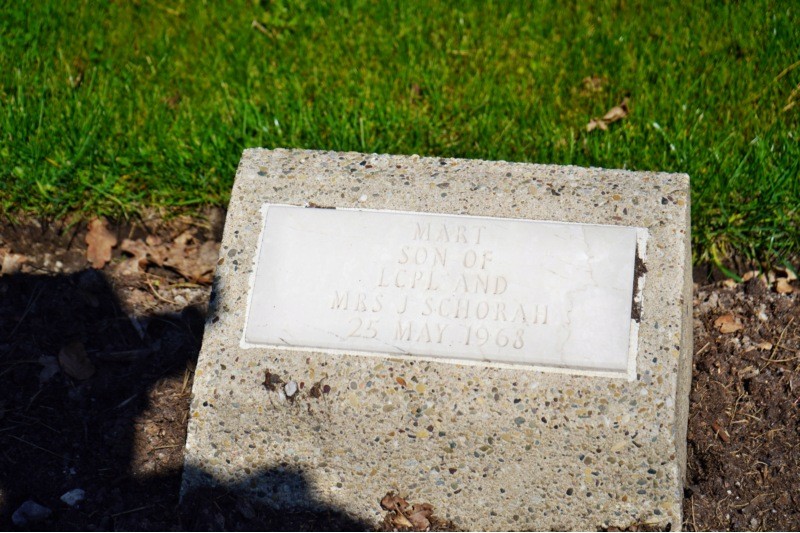 MART
SON OF
LCPL AND
MRS J SCHORAH
25 MAY, 1968